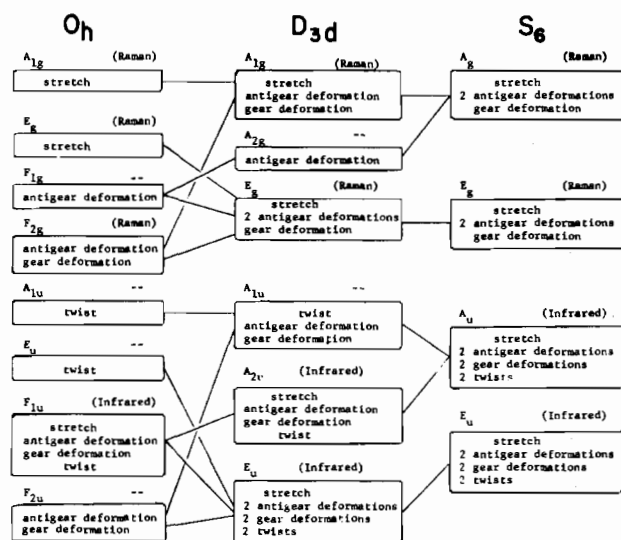 Oh D3d S6
A1g (Raman)
stretch
Eg (Raman)
stretch
F1g --
antigear deformation
F2g (Raman)
antigear deformation
gear deformation
A1u --
twist
Eu --
twist
F1u (Infrared)
stretch
antigear deformation
gear deformation
twist
F2u --
antigear deformation
gear deformation
A1g (Raman)
stretch
antigear deformation
gear deformation
A2g --
antigear deformation
Eg (Raman)
stretch
2 antigear deformations
gear deformation
A1u --
twist
antigear deformation
gear deformation
A2u (Infrared)
stretch
antigear deformation
gear deformation
twist
Eu (Infrared)
stretch
2 antigear deformations
2 gear deformations
2 twists
Ag (Raman)
stretch
2 antigear deformations
gear deformation
Eg (Raman)
stretch
2 antigear deformations
gear deformation
Au (Infrared)
stretch
2 antigear deformations
2 gear deformations
2 twists
Eu (Infrared)
stretch
2 antigear deformations
2 gear deformations
2 twists